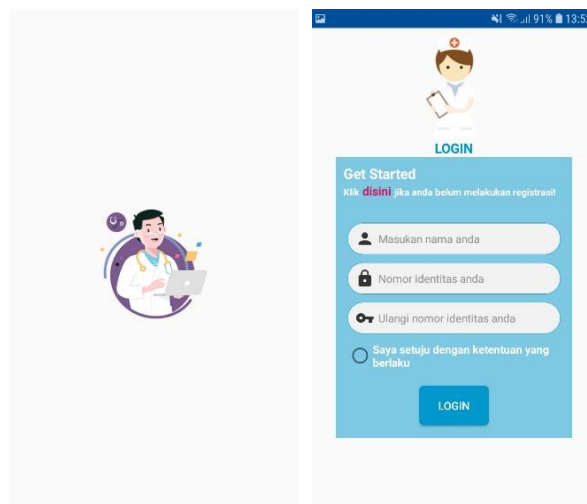 91% 13:52
LOGIN
Get Started
Klik disini jika anda belum melakukan registrasi!
Masukan nama anda
Nomor identitas anda
Ulangi nomor identitas anda
Saya setuju dengan ketentuan yang
berlaku
LOGIN